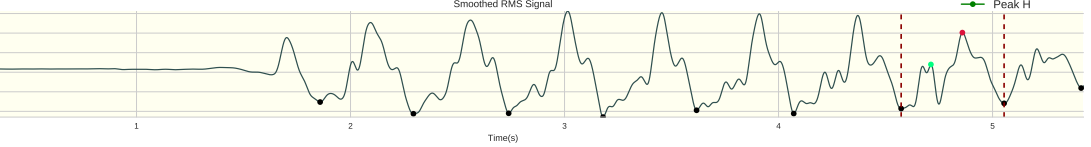 Smoothed RMS Signal
Peak H
1 2 3 4 5
Time(s)